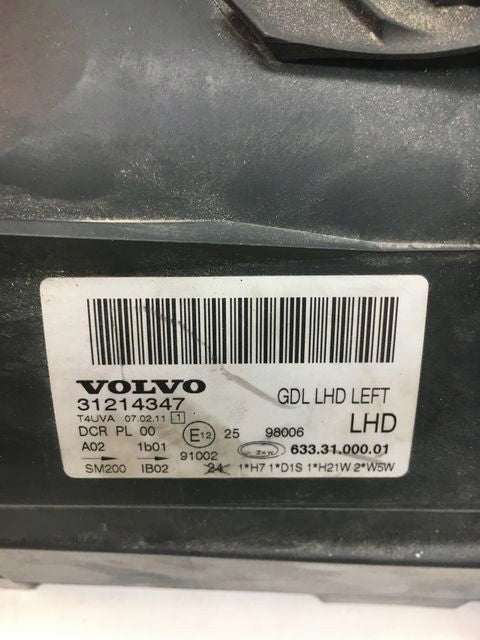 VOLVO
GDL LHD LEFT
31214347
T4UVA 07.02.11 1
LHD
DCR PL 00 E12 25 98006
A02 1b01 91002 633.31.000.01
SM200 IB02 24 1*H7 1*D1S 1*H21W 2*W5W